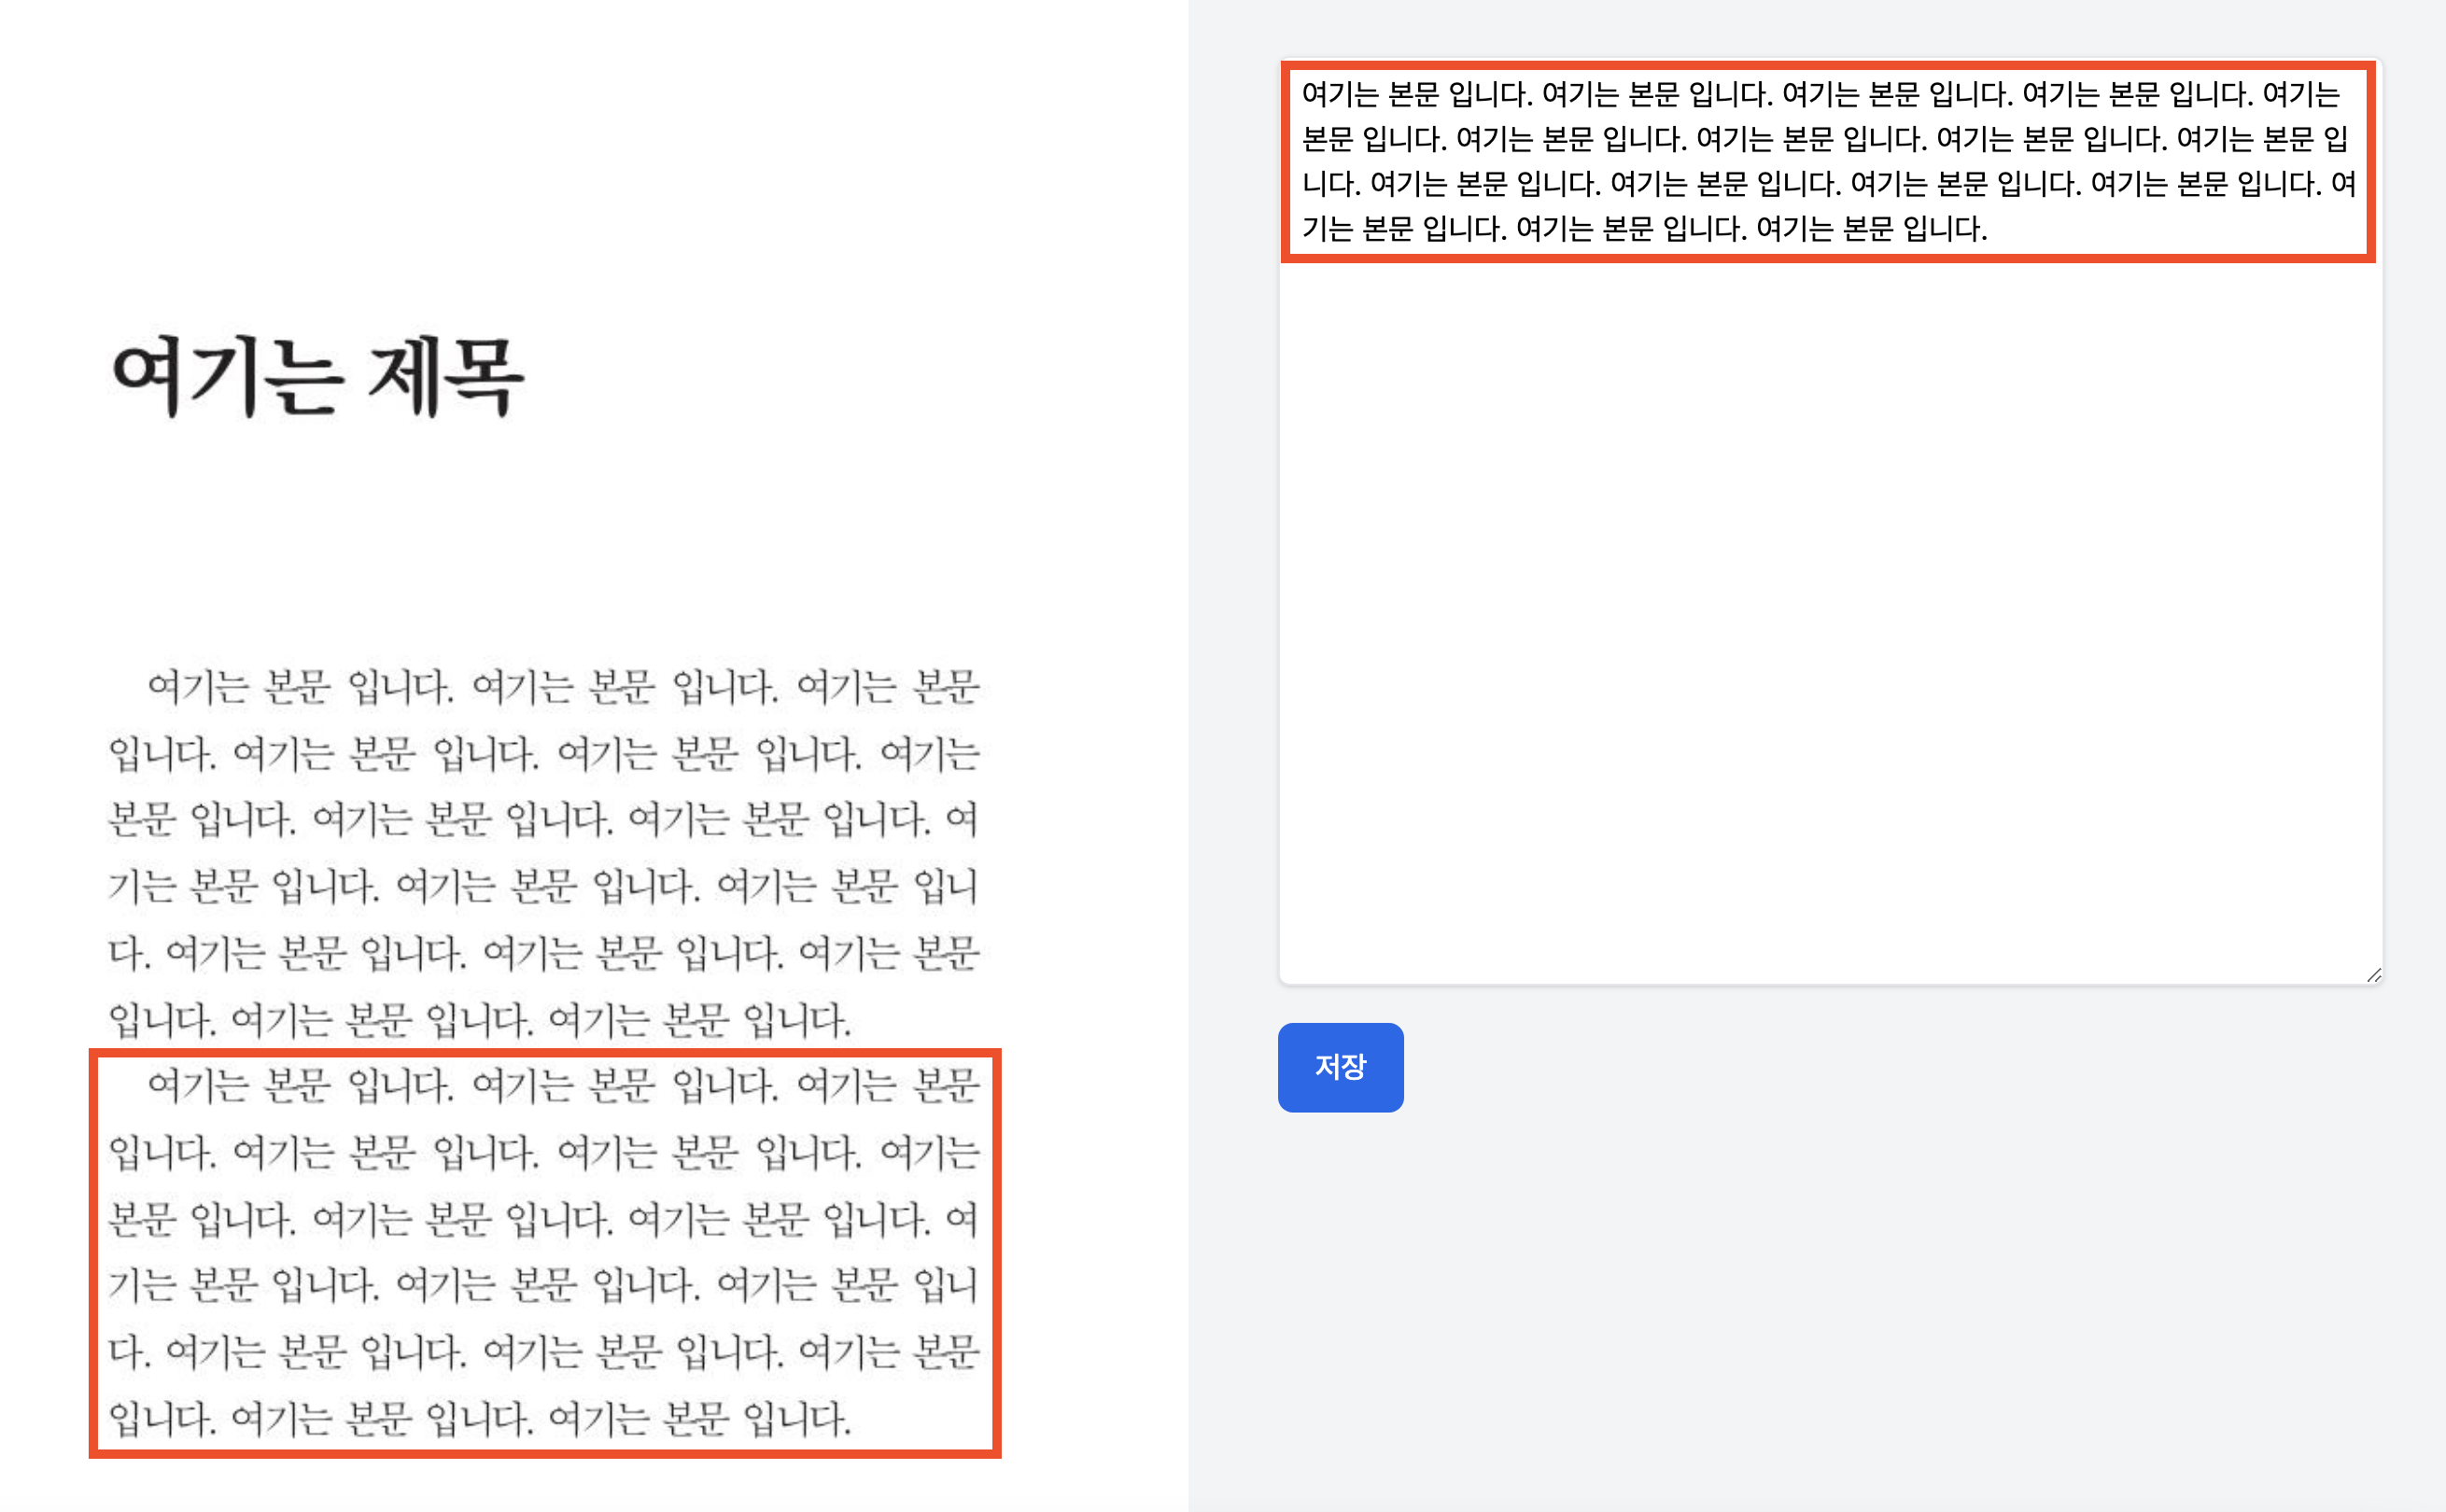 여기는 제목
여기는 본문 입니다. 여기는 본문 입니다. 여기는 본문
입니다. 여기는 본문 입니다. 여기는 본문 입니다. 여기는
본문 입니다. 여기는 본문 입니다. 여기는 본문 입니다. 여
기는 본문 입니다. 여기는 본문 입니다. 여기는 본문 입니
다. 여기는 본문 입니다. 여기는 본문 입니다. 여기는 본문
입니다. 여기는 본문 입니다. 여기는 본문 입니다.
여기는 본문 입니다. 여기는 본문 입니다. 여기는 본문
입니다. 여기는 본문 입니다. 여기는 본문 입니다. 여기는
본문 입니다. 여기는 본문 입니다. 여기는 본문 입니다. 여
기는 본문 입니다. 여기는 본문 입니다. 여기는 본문 입니
다. 여기는 본문 입니다. 여기는 본문 입니다. 여기는 본문
입니다. 여기는 본문 입니다. 여기는 본문 입니다.
여기는 본문 입니다. 여기는 본문 입니다. 여기는 본문 입니다. 여기는 본문 입니다. 여기는
본문 입니다. 여기는 본문 입니다. 여기는 본문 입니다. 여기는 본문 입니다. 여기는 본문 입
니다. 여기는 본문 입니다. 여기는 본문 입니다. 여기는 본문 입니다. 여기는 본문 입니다. 여
기는 본문 입니다. 여기는 본문 입니다. 여기는 본문 입니다.
저장